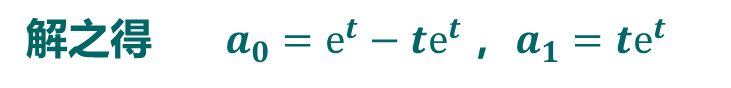 解之得 a₀ = eᵗ − teᵗ , a₁ = teᵗ